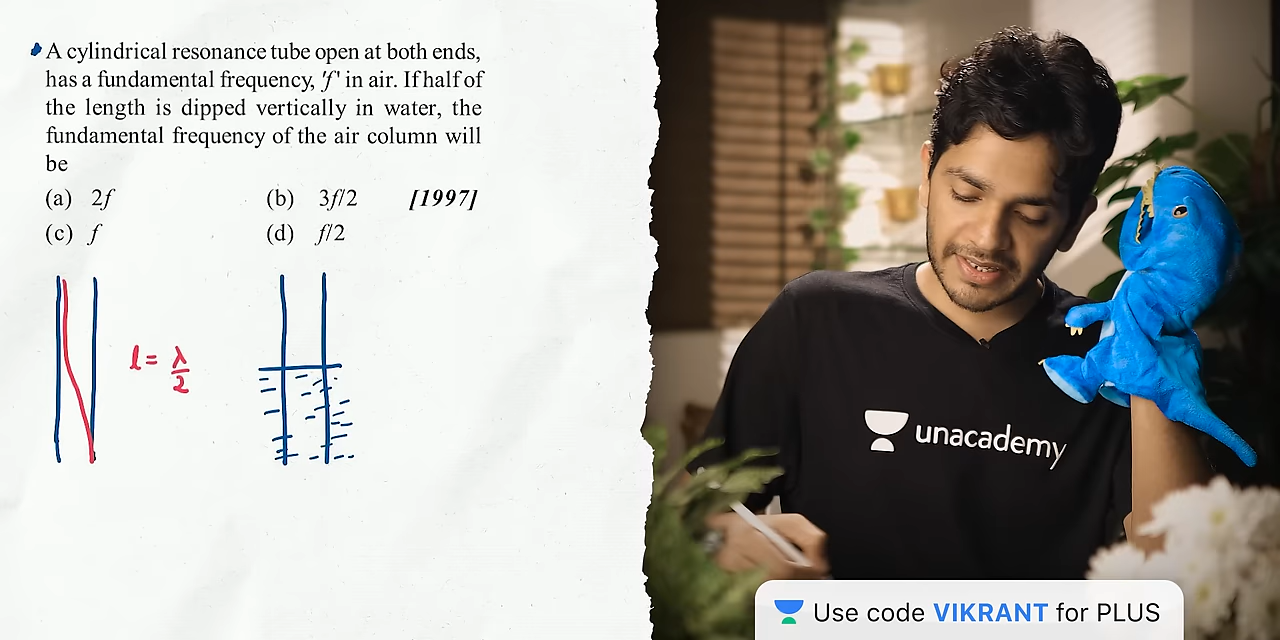 A cylindrical resonance tube open at both ends,
has a fundamental frequency, 'f' in air. If half of
the length is dipped vertically in water, the
fundamental frequency of the air column will
be
(a) 2f (b) 3f/2 [1997]
(c) f (d) f/2
l = λ/2
unacademy
Use code VIKRANT for PLUS